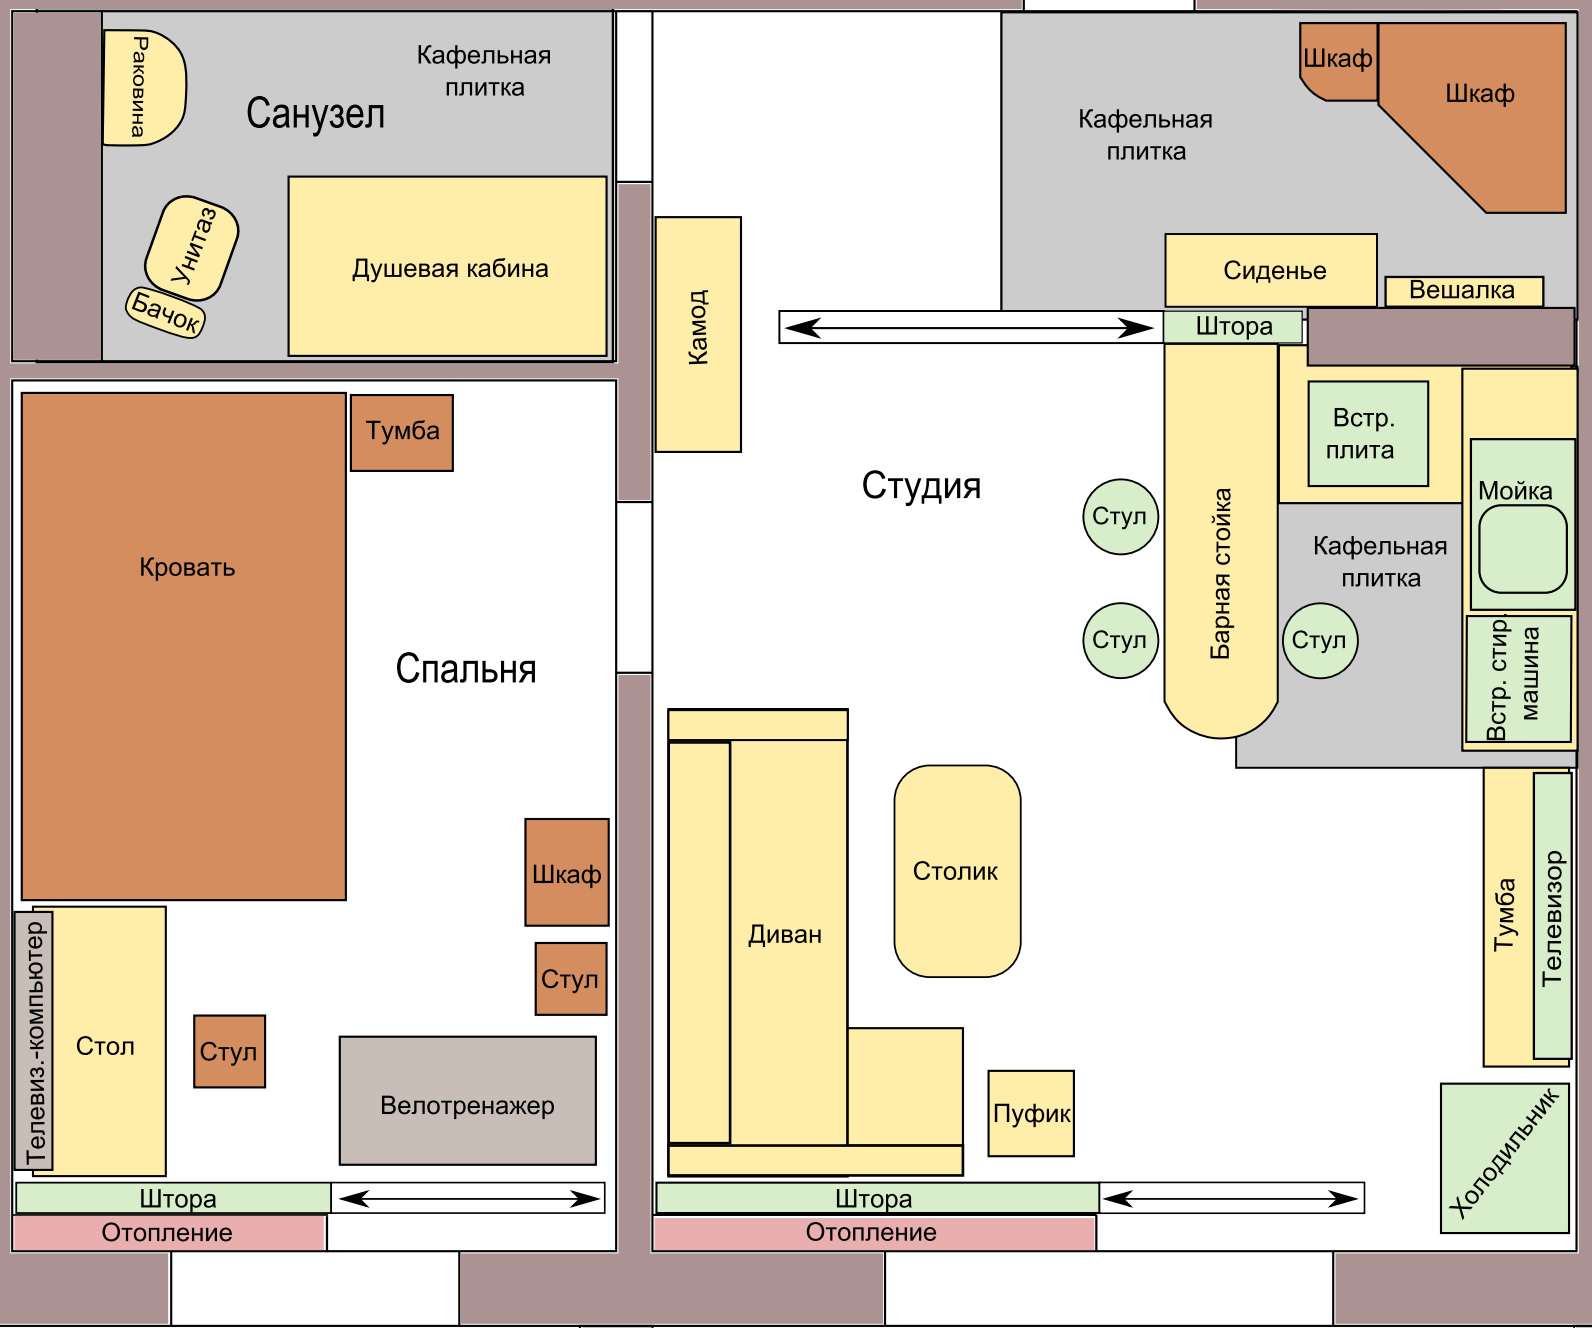 Раковина
Кафельная
плитка
Санузел
Унитаз
Бачок
Душевая кабина
Кафельная
плитка
Шкаф
Шкаф
Сиденье
Вешалка
Штора
Камод
Студия
Встр.
плита
Мойка
Кафельная
плитка
Встр. стир.
машина
Барная стойка
Стул
Стул
Стул
Кровать
Тумба
Спальня
Шкаф
Стул
Стул
Стол
Телевиз.-компьютер
Велотренажер
Штора
Отопление
Диван
Столик
Пуфик
Тумба
Телевизор
Холодильник
Штора
Отопление